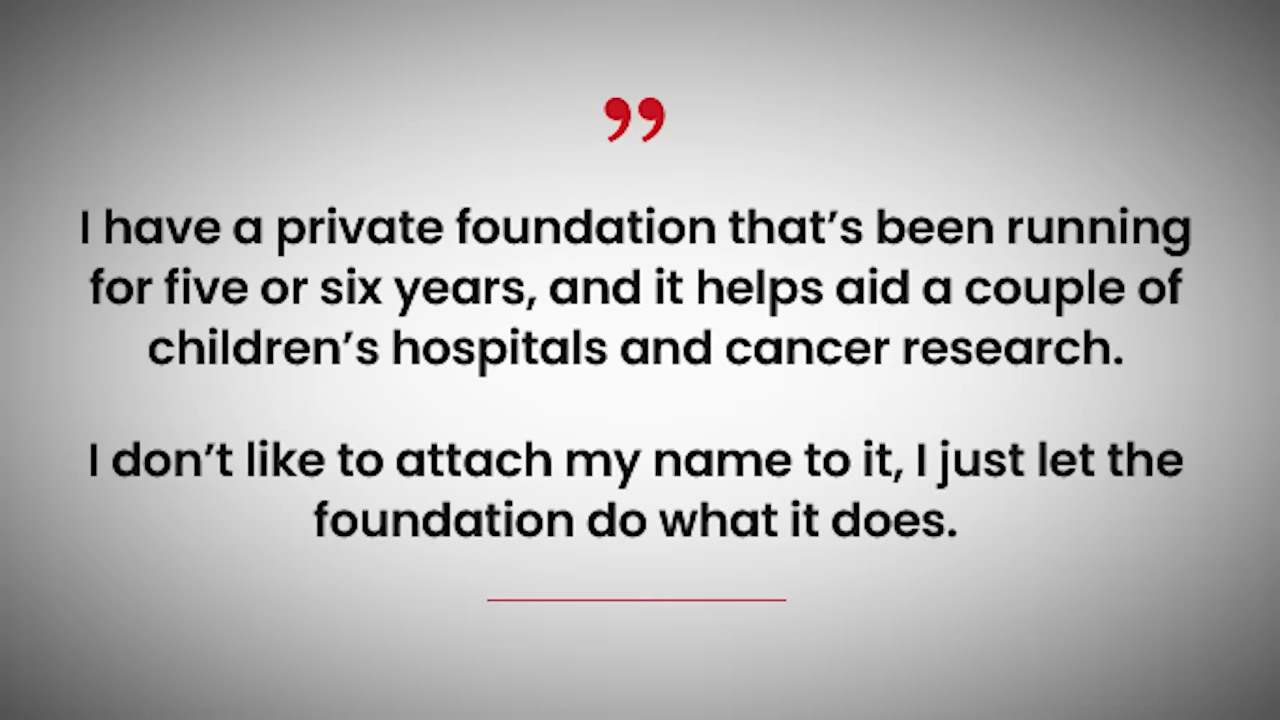 ”
I have a private foundation that’s been running
for five or six years, and it helps aid a couple of
children’s hospitals and cancer research.
I don’t like to attach my name to it, I just let the
foundation do what it does.